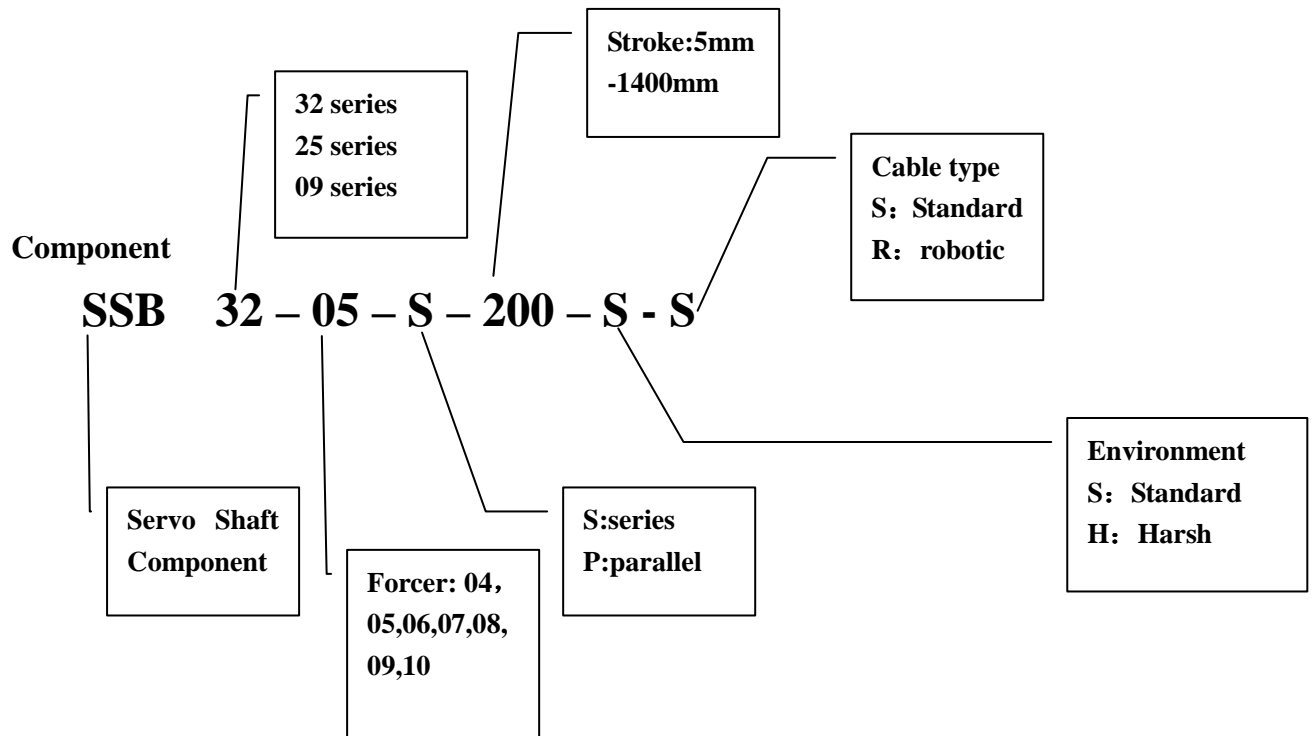 Stroke:5mm
-1400mm
32 series
25 series
09 series
Cable type
S：Standard
R：robotic
Component
SSB 32 – 05 – S – 200 – S - S
Environment
S：Standard
H：Harsh
Servo Shaft
Component
S:series
P:parallel
Forcer: 04，
05,06,07,08,
09,10